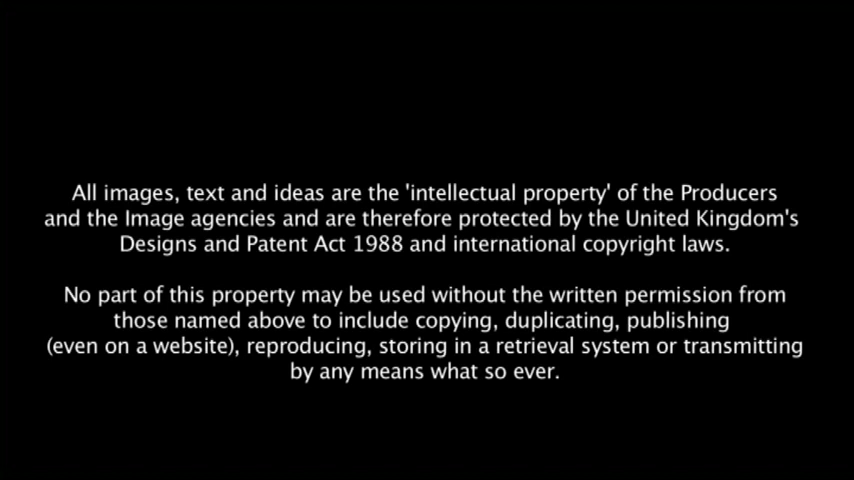 All images, text and ideas are the 'intellectual property' of the Producers
and the Image agencies and are therefore protected by the United Kingdom's
Designs and Patent Act 1988 and international copyright laws.
No part of this property may be used without the written permission from
those named above to include copying, duplicating, publishing
(even on a website), reproducing, storing in a retrieval system or transmitting
by any means what so ever.